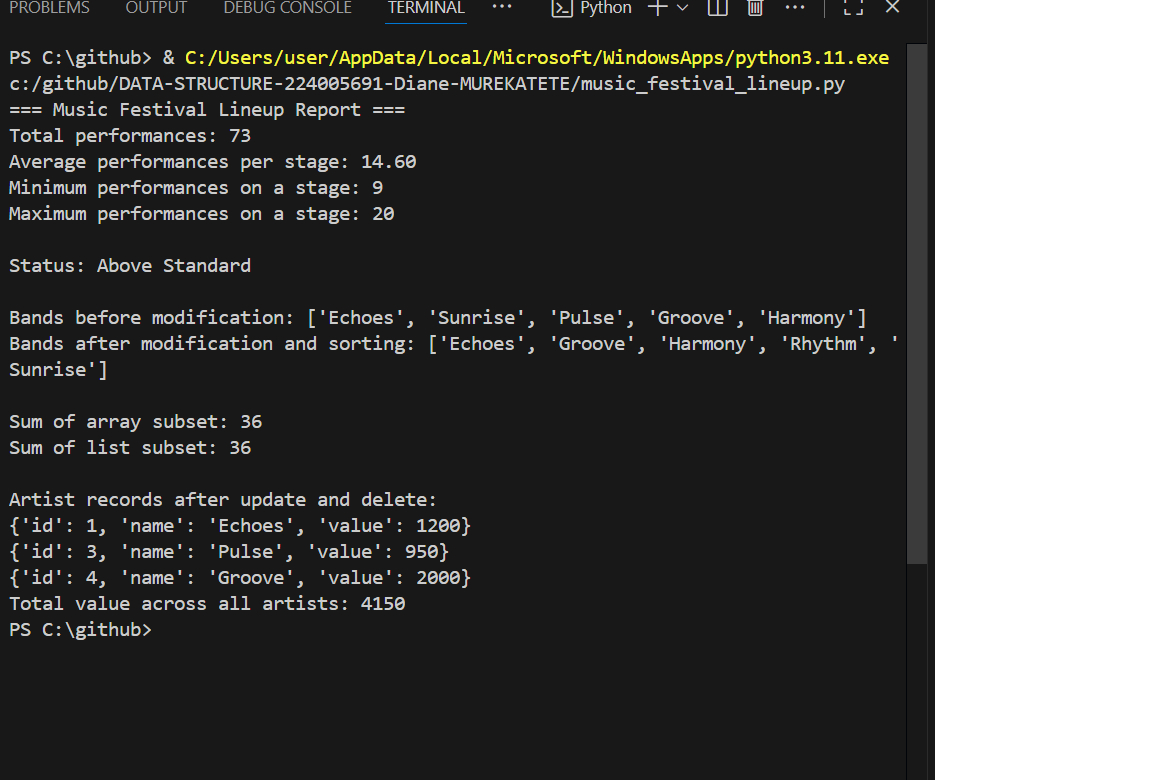 PROBLEMS OUTPUT DEBUG CONSOLE TERMINAL ... Python
PS C:\github> & C:/Users/user/AppData/Local/Microsoft/WindowsApps/python3.11.exe
c:/github/DATA-STRUCTURE-224005691-Diane-MUREKATETE/music_festival_lineup.py
=== Music Festival Lineup Report ===
Total performances: 73
Average performances per stage: 14.60
Minimum performances on a stage: 9
Maximum performances on a stage: 20
Status: Above Standard
Bands before modification: ['Echoes', 'Sunrise', 'Pulse', 'Groove', 'Harmony']
Bands after modification and sorting: ['Echoes', 'Groove', 'Harmony', 'Rhythm', '
Sunrise']
Sum of array subset: 36
Sum of list subset: 36
Artist records after update and delete:
{'id': 1, 'name': 'Echoes', 'value': 1200}
{'id': 3, 'name': 'Pulse', 'value': 950}
{'id': 4, 'name': 'Groove', 'value': 2000}
Total value across all artists: 4150
PS C:\github>